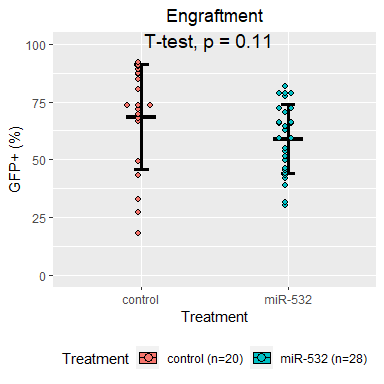 Engraftment
T-test, p = 0.11
100
75
50
25
0
GFP+ (%)
control
miR-532
Treatment
Treatment
control (n=20)
miR-532 (n=28)